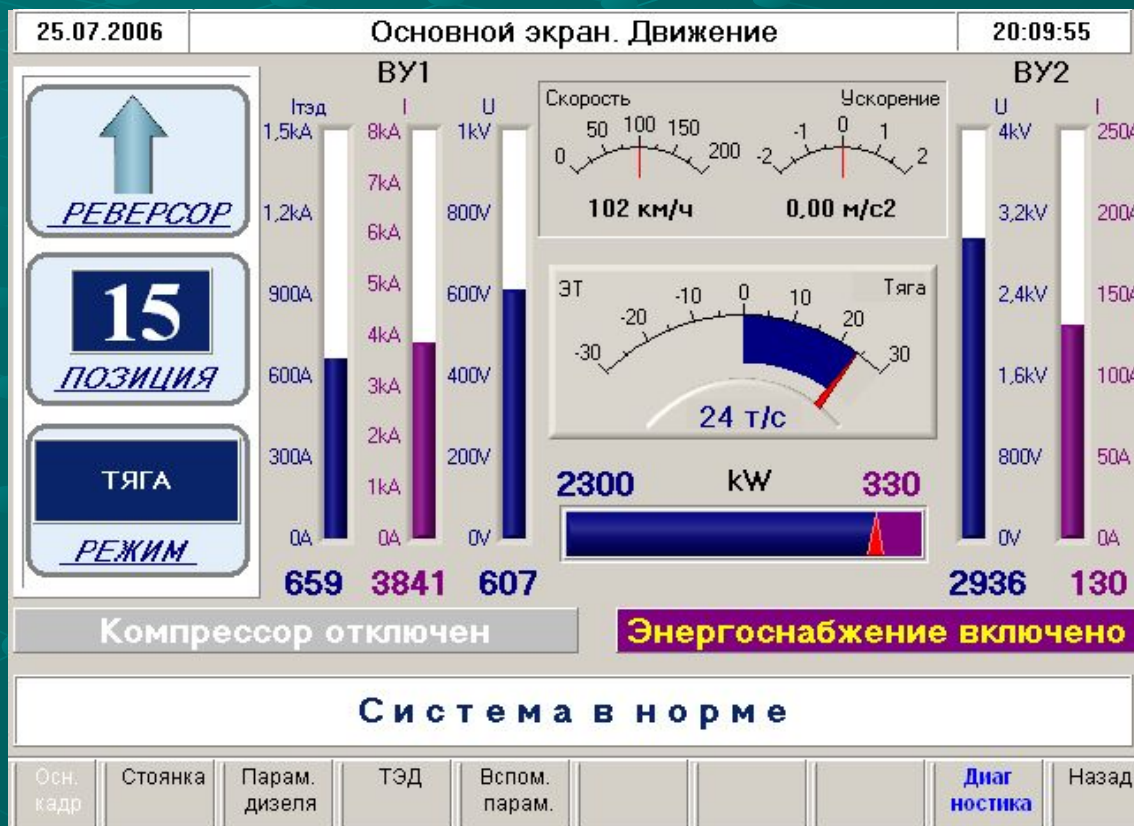 25.07.2006 Основной экран. Движение 20:09:55
РЕВЕРСОР
15
ПОЗИЦИЯ
ТЯГА
РЕЖИМ
ВУ1
Iтэд I U
1,5kA 8kA 1kV
7kA
1,2kA 800V
6kA
5kA
900A 600V
4kA
600A 3kA 400V
2kA
300A 200V
1kA
0A 0A 0V
659 3841 607
Скорость Ускорение
0 50 100 150 200 -2 -1 0 1 2
102 км/ч 0,00 м/с2
ЭТ Тяга
-30 -20 -10 0 10 20 30
24 т/с
2300 kW 330
ВУ2
U I
4kV 250A
3,2kV 200A
2,4kV 150A
1,6kV 100A
800V 50A
0V 0A
2936 130
Компрессор отключен Энергоснабжение включено
Система в норме
Осн. кадр
Стоянка
Парам. дизеля
ТЭД
Вспом. парам.
Диаг
ностика
Назад